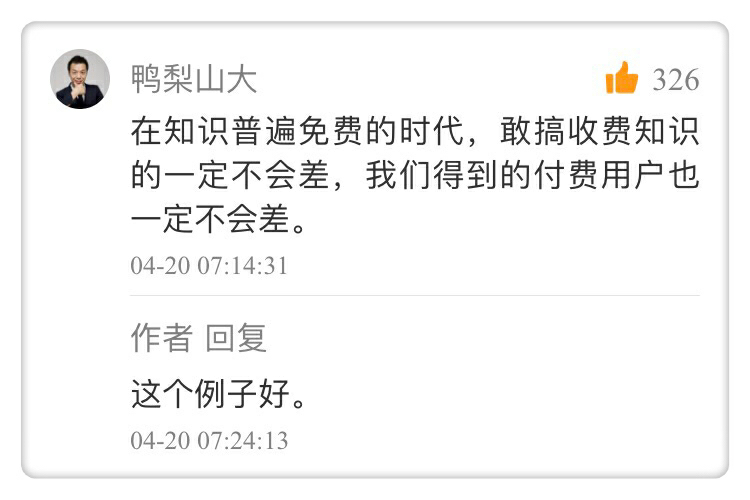 鸭梨山大
326
在知识普遍免费的时代，敢搞收费知识
的一定不会差，我们得到的付费用户也
一定不会差。
04-20 07:14:31
作者 回复
这个例子好。
04-20 07:24:13